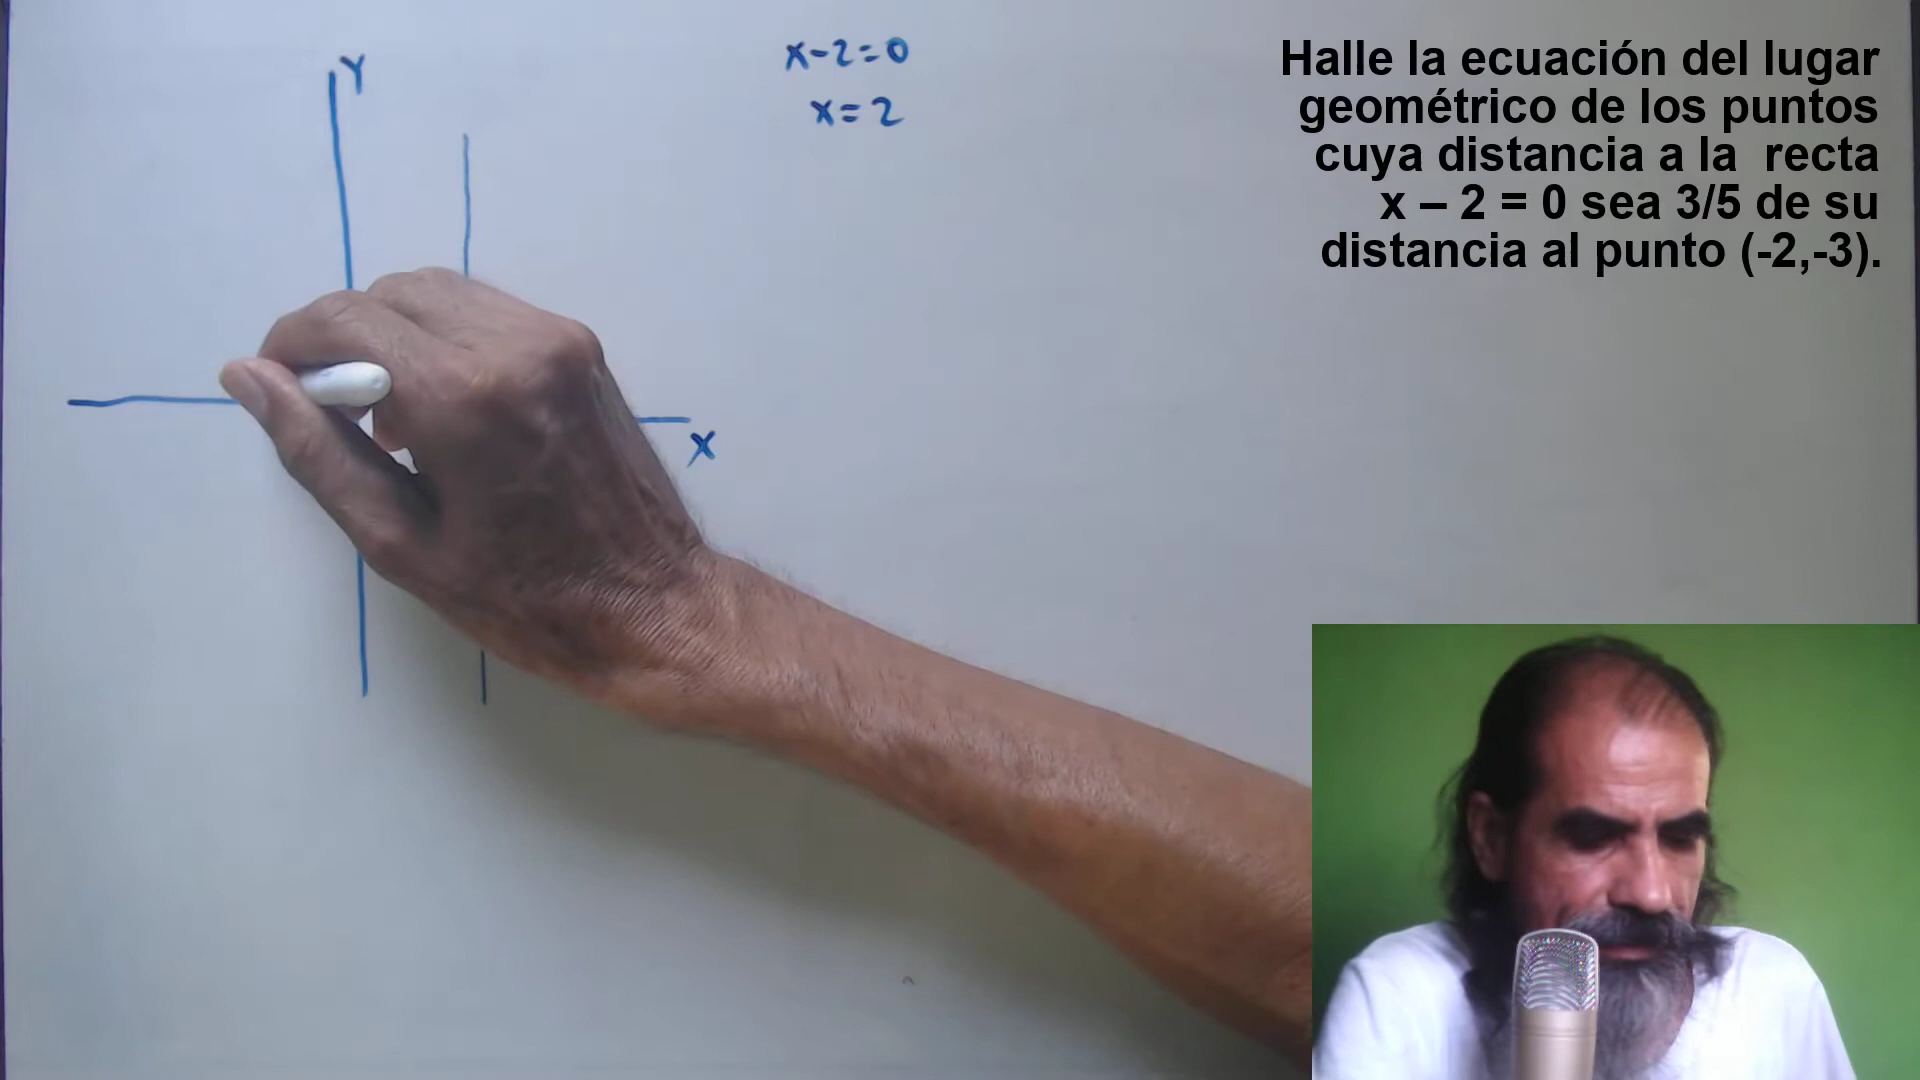 Y
x-2=0
x=2
X
Halle la ecuación del lugar
geométrico de los puntos
cuya distancia a la recta
x – 2 = 0 sea 3/5 de su
distancia al punto (-2,-3).